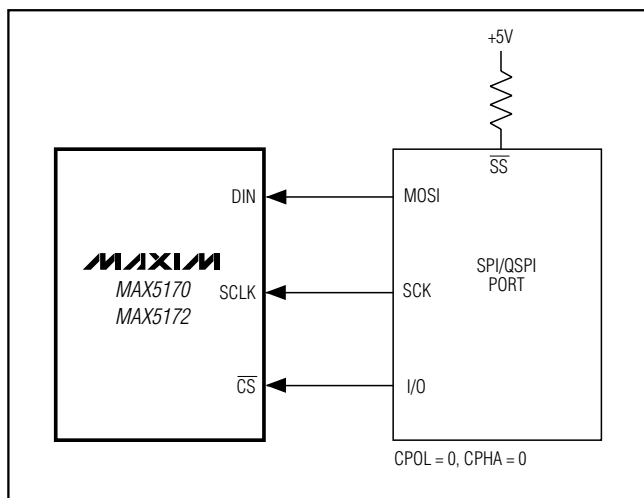 +5V
SS
DIN
MOSI
MAXIM
MAX5170
MAX5172
SPI/QSPI
PORT
SCLK
SCK
CS
I/O
CPOL = 0, CPHA = 0